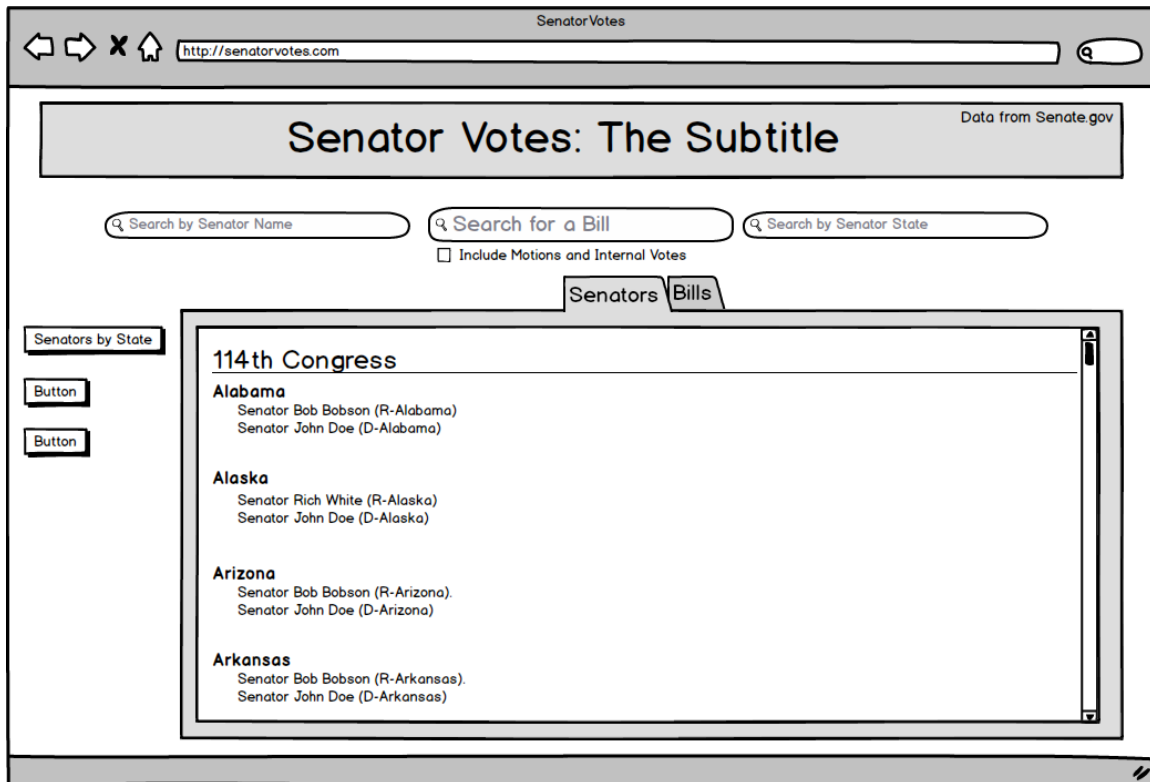 SenatorVotes
http://senatorvotes.com
Data from Senate.gov
Senator Votes: The Subtitle
Search by Senator Name
Search for a Bill
Search by Senator State
Include Motions and Internal Votes
Senators
Bills
Senators by State
Button
Button
114th Congress
Alabama
Senator Bob Bobson (R-Alabama)
Senator John Doe (D-Alabama)
Alaska
Senator Rich White (R-Alaska)
Senator John Doe (D-Alaska)
Arizona
Senator Bob Bobson (R-Arizona).
Senator John Doe (D-Arizona)
Arkansas
Senator Bob Bobson (R-Arkansas).
Senator John Doe (D-Arkansas)